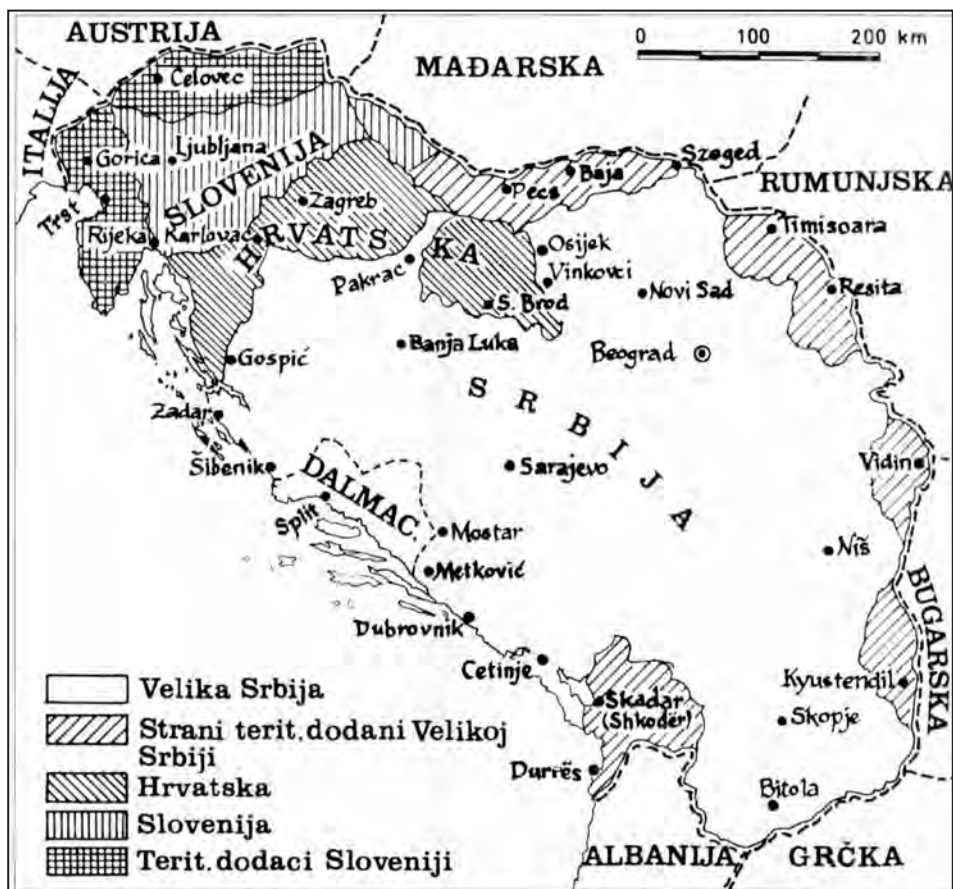 AUSTRIJA
0 100 200 km
MAĐARSKA
Čelovec
ITALIJA
Gorica
Ljubljana
SLOVENIJA
Szeged
Baja
Pecs
RUMUNJSKA
Trst
Zagreb
Timisoara
Rijeka
Karlovac
HRVATSKA
Osijek
Pakrac
Vinkovci
Novi Sad
Resita
S. Brod
Banja Luka
Beograd
Gospić
SRBIJA
Zadar
Šibenik
DALMAC.
Sarajevo
Vidin
Split
Mostar
Niš
Metković
BUGARSKA
Dubrovnik
Cetinje
Kyustendil
Skadar
(Shkodër)
Skopje
Durrës
Bitola
ALBANIJA
GRČKA
Velika Srbija
Strani terit. dodani Velikoj
Srbiji
Hrvatska
Slovenija
Terit. dodaci Sloveniji